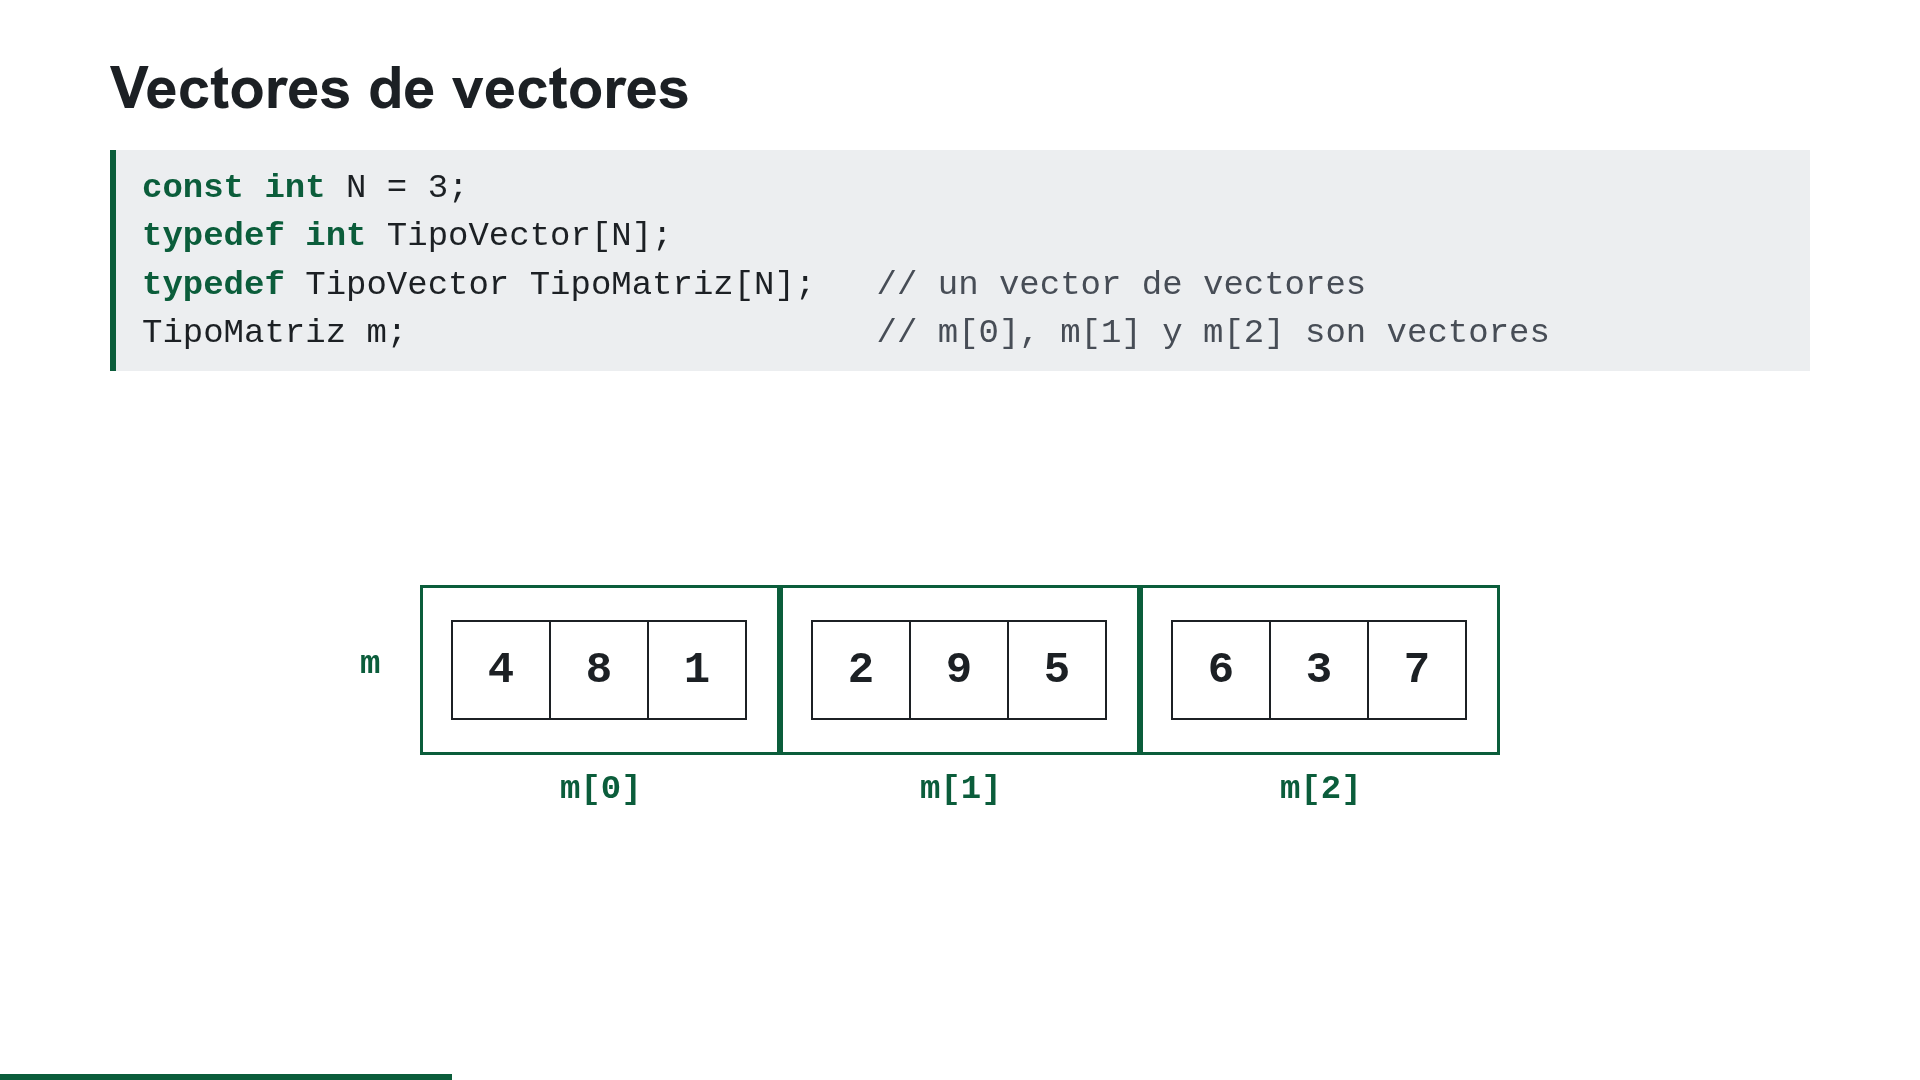 Vectores de vectores
const int N = 3;
typedef int TipoVector[N];
typedef TipoVector TipoMatriz[N];   // un vector de vectores
TipoMatriz m;                       // m[0], m[1] y m[2] son vectores
m 4 8 1 2 9 5 6 3 7
m[0] m[1] m[2]